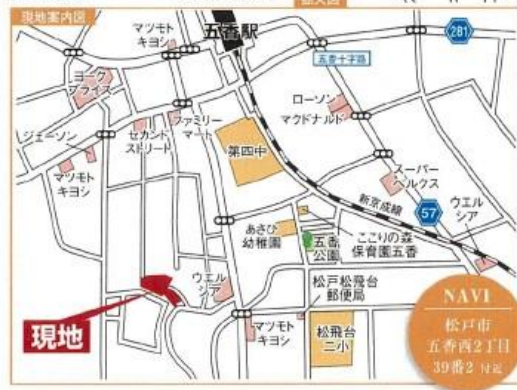 現地案内図
拡大図
マツモト
キヨシ
五香駅
281
五香十字路
ヨーク
プライス
ローソン
マクドナルド
ジェーソン
セカンド
ストリート
ファミリー
マート
第四中
マツモト
キヨシ
スーパー
ベルクス
新京成線
57
ウエル
シア
あさひ
幼稚園
五香
公園
こころの森
保育園五香
ウエル
シア
松戸松飛台
郵便局
現地
マツモト
キヨシ
松飛台
二小
NAVI
松戸市
五香西2丁目
39番2 付近